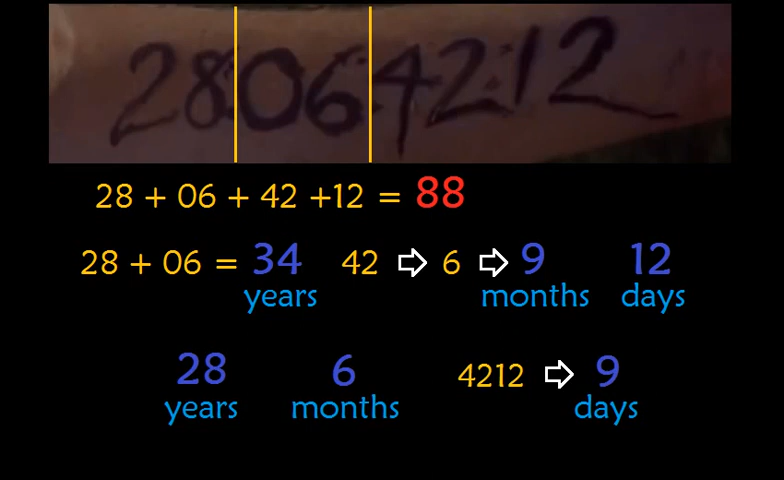 28064212
28 + 06 + 42 +12 = 88
28 + 06 = 34 42 ⇨ 6 ⇨ 9 12
years months days
28 6 4212 ⇨ 9
years months days